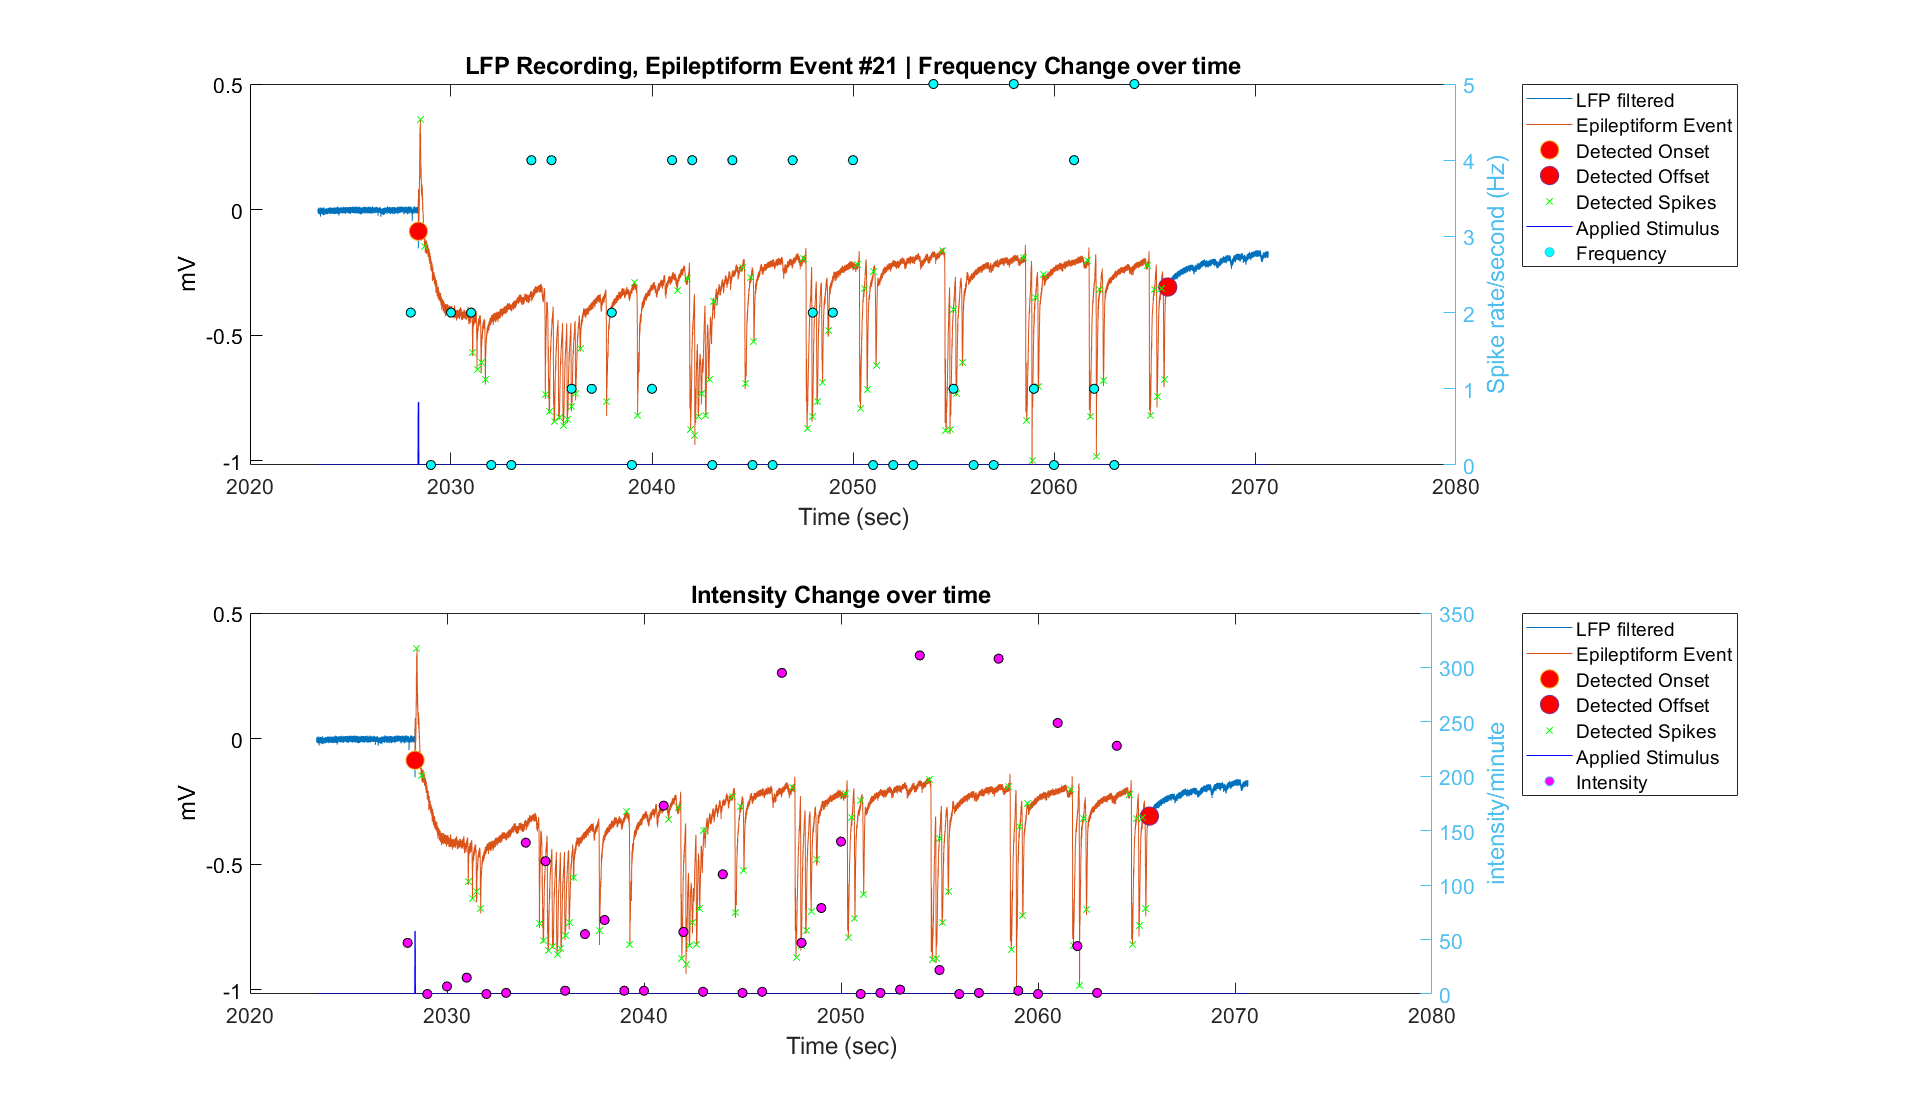 LFP Recording, Epileptiform Event #21 | Frequency Change over time
0.5
0
-0.5
-1
mV
5
4
3
2
1
0
Spike rate/second (Hz)
2020 2030 2040 2050 2060 2070 2080
Time (sec)
LFP filtered
Epileptiform Event
Detected Onset
Detected Offset
Detected Spikes
Applied Stimulus
Frequency
Intensity Change over time
0.5
0
-0.5
-1
mV
350
300
250
200
150
100
50
0
intensity/minute
2020 2030 2040 2050 2060 2070 2080
Time (sec)
LFP filtered
Epileptiform Event
Detected Onset
Detected Offset
Detected Spikes
Applied Stimulus
Intensity